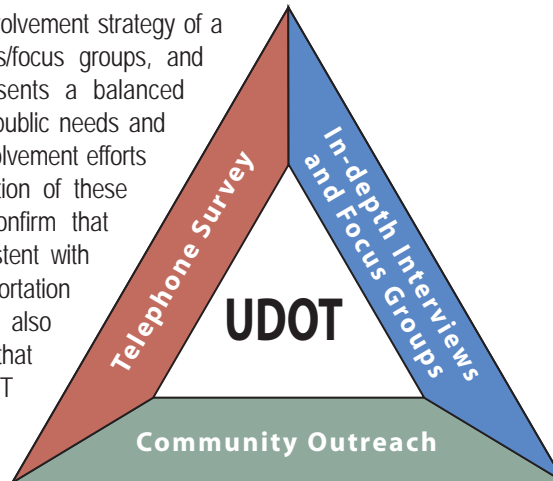 volvement strategy of a
s/focus groups, and
sents a balanced
public needs and
olvement efforts
tion of these
onfirm that
stent with
ortation
also
that
T
Telephone Survey
In-depth Interviews
and Focus Groups
UDOT
Community Outreach